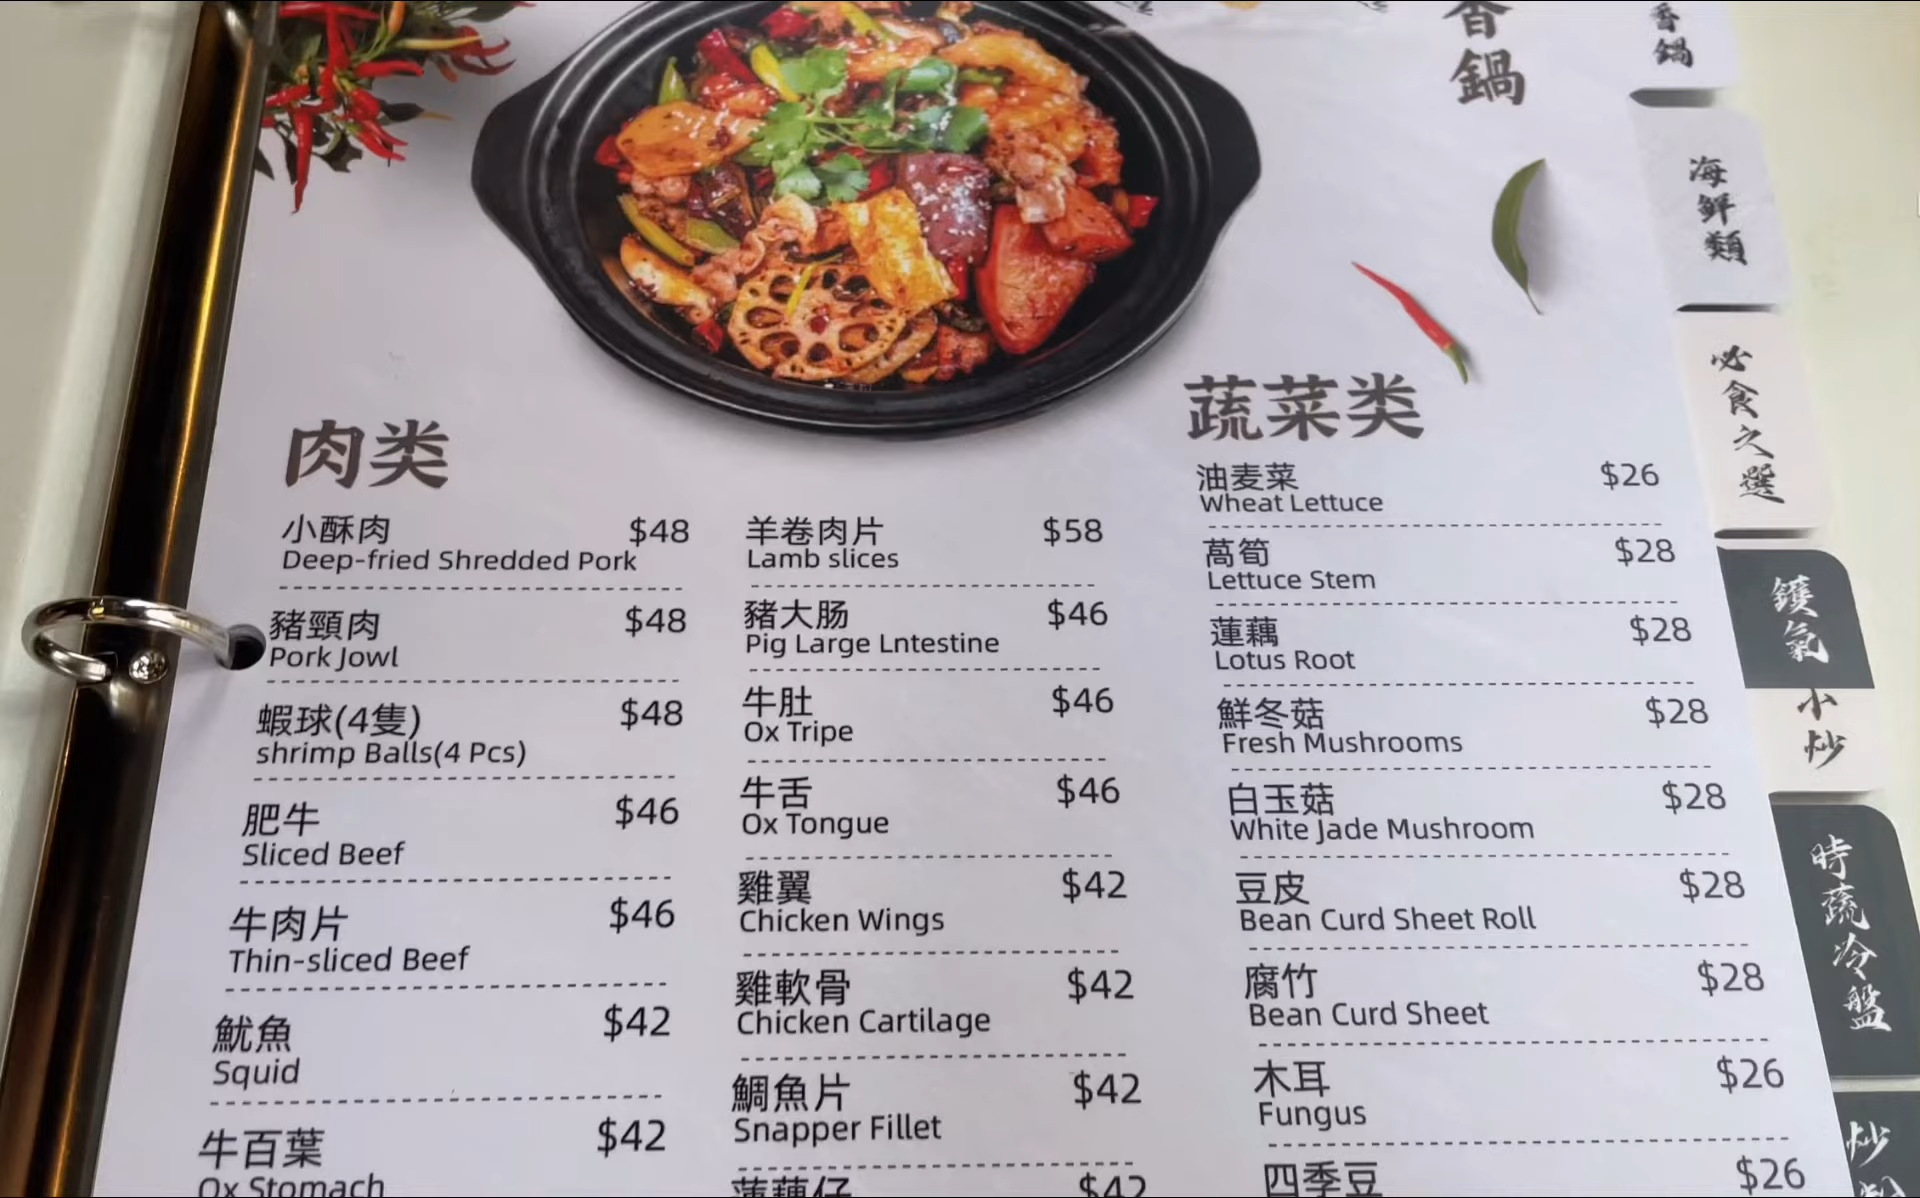 香鍋
肉类
小酥肉 $48
Deep-fried Shredded Pork
豬頸肉 $48
Pork Jowl
蝦球(4隻) $48
shrimp Balls(4 Pcs)
肥牛 $46
Sliced Beef
牛肉片 $46
Thin-sliced Beef
魷魚 $42
Squid
牛百葉 $42
Ox Stomach
羊卷肉片 $58
Lamb slices
豬大肠 $46
Pig Large Lntestine
牛肚 $46
Ox Tripe
牛舌 $46
Ox Tongue
雞翼 $42
Chicken Wings
雞軟骨 $42
Chicken Cartilage
鯛魚片 $42
Snapper Fillet
$42
蔬菜类
油麦菜 $26
Wheat Lettuce
萵筍 $28
Lettuce Stem
蓮藕 $28
Lotus Root
鮮冬菇 $28
Fresh Mushrooms
白玉菇 $28
White Jade Mushroom
豆皮 $28
Bean Curd Sheet Roll
腐竹 $28
Bean Curd Sheet
木耳 $26
Fungus
四季豆 $26
香鍋
海鮮類
必食之選
鑊氣小炒
時蔬冷盤
炒